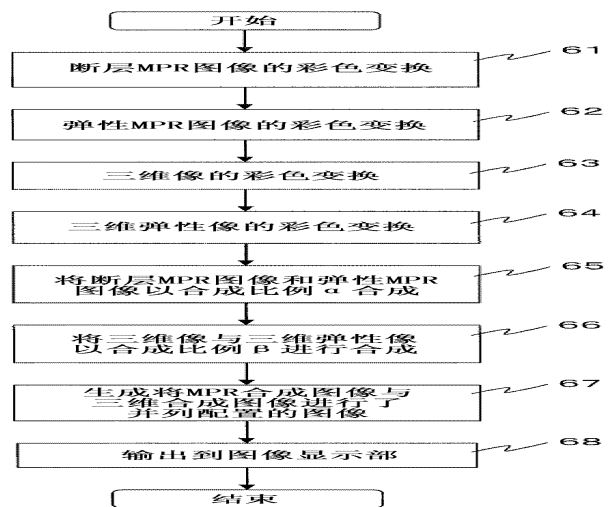 开始
断层MPR图像的彩色变换
61
弹性MPR图像的彩色变换
62
三维像的彩色变换
63
三维弹性像的彩色变换
64
将断层MPR图像和弹性MPR
图像以合成比例α合成
65
将三维像与三维弹性像
以合成比例β进行合成
66
生成将MPR合成图像与
三维合成图像进行了
并列配置的图像
67
输出到图像显示部
68
结束